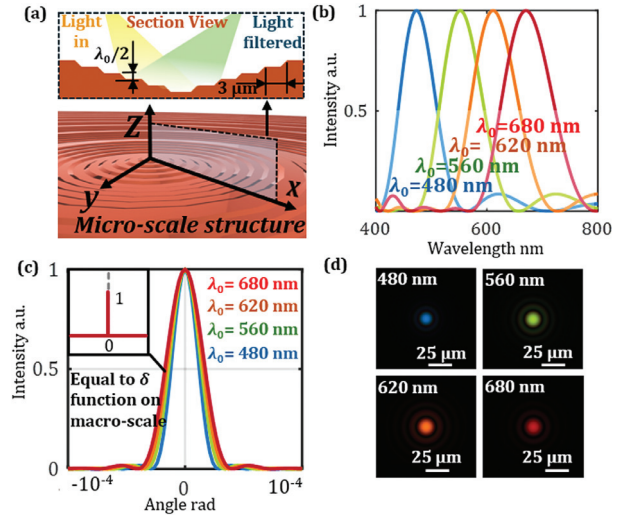 (a)
Light in
Section View
Light filtered
λ₀/2
3 μm
Z
y
x
Micro-scale structure
(b)
Intensity a.u.
1
0.5
0
λ₀=680 nm
λ₀= 620 nm
λ₀=560 nm
λ₀=480 nm
400
600
800
Wavelength nm
(c)
Intensity a.u.
1
0.5
0
1
0
Equal to δ
function on
macro-scale
λ₀= 680 nm
λ₀= 620 nm
λ₀= 560 nm
λ₀= 480 nm
-10⁻⁴
0
10⁻⁴
Angle rad
(d)
480 nm
25 μm
560 nm
25 μm
620 nm
25 μm
680 nm
25 μm